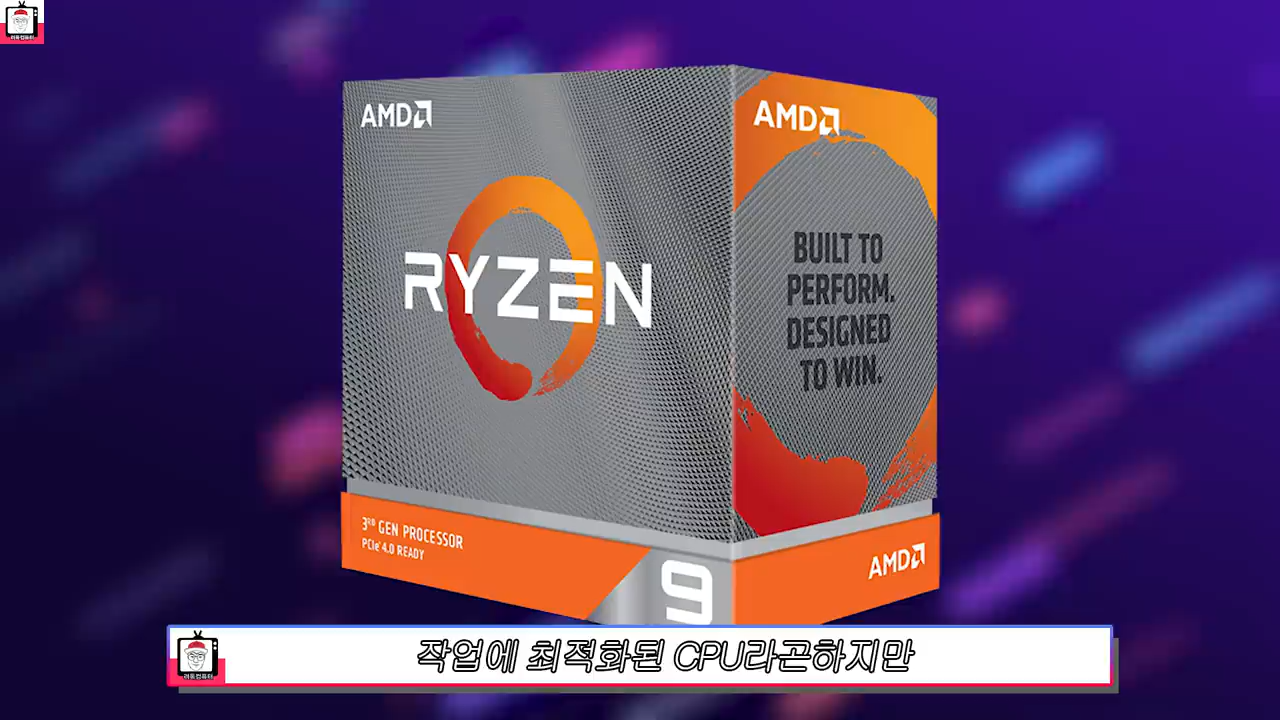 AMD
RYZEN
3RD GEN PROCESSOR
PCIe® 4.0 READY
9
AMD
BUILT TO
PERFORM.
DESIGNED
TO WIN.
AMD
작업에 최적화된 CPU라곤하지만